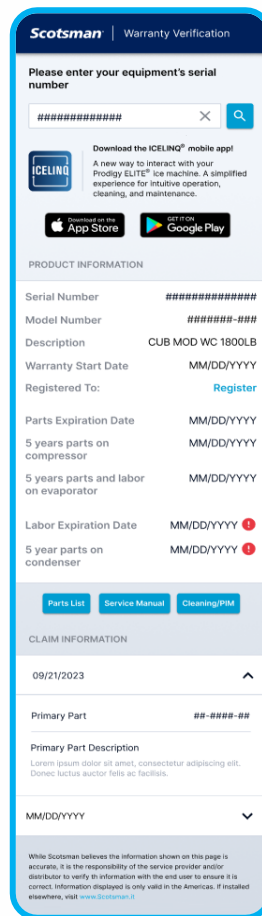 Scotsman | Warranty Verification
Please enter your equipment's serial
number
#############
Download the ICELINQ® mobile app!
ICELINQ
A new way to
interact with your
Prodigy ELITE® ice machine. A simplified
experience for intuitive operation,
cleaning, and maintenance.
Download on the
App Store
GET IT ON
Google Play
PRODUCT INFORMATION
Serial Number ##############
Model Number #######-###
Description CUB MOD WC 1800LB
Warranty Start Date MM/DD/YYYY
Registered To: Register
Parts Expiration Date MM/DD/YYYY
5 years parts on MM/DD/YYYY
compressor
5 years parts and labor MM/DD/YYYY
on evaporator
Labor Expiration Date MM/DD/YYYY !
5 year parts on MM/DD/YYYY !
condenser
Parts List Service Manual Cleaning/PIM
CLAIM INFORMATION
09/21/2023
Primary Part ##-####-##
Primary Part Description
Lorem ipsum dolor sit amet, consectetur adipiscing elit.
Donec luctus auctor felis ac facilisis.
MM/DD/YYYY
While Scotsman believes the information shown on this page is
accurate, it is the responsibility of the service provider and/or
distributor to verify th information with the end user to ensure it is
correct. Information displayed is only valid in the Americas. If installed
elsewhere, visit www.Scotsman.it